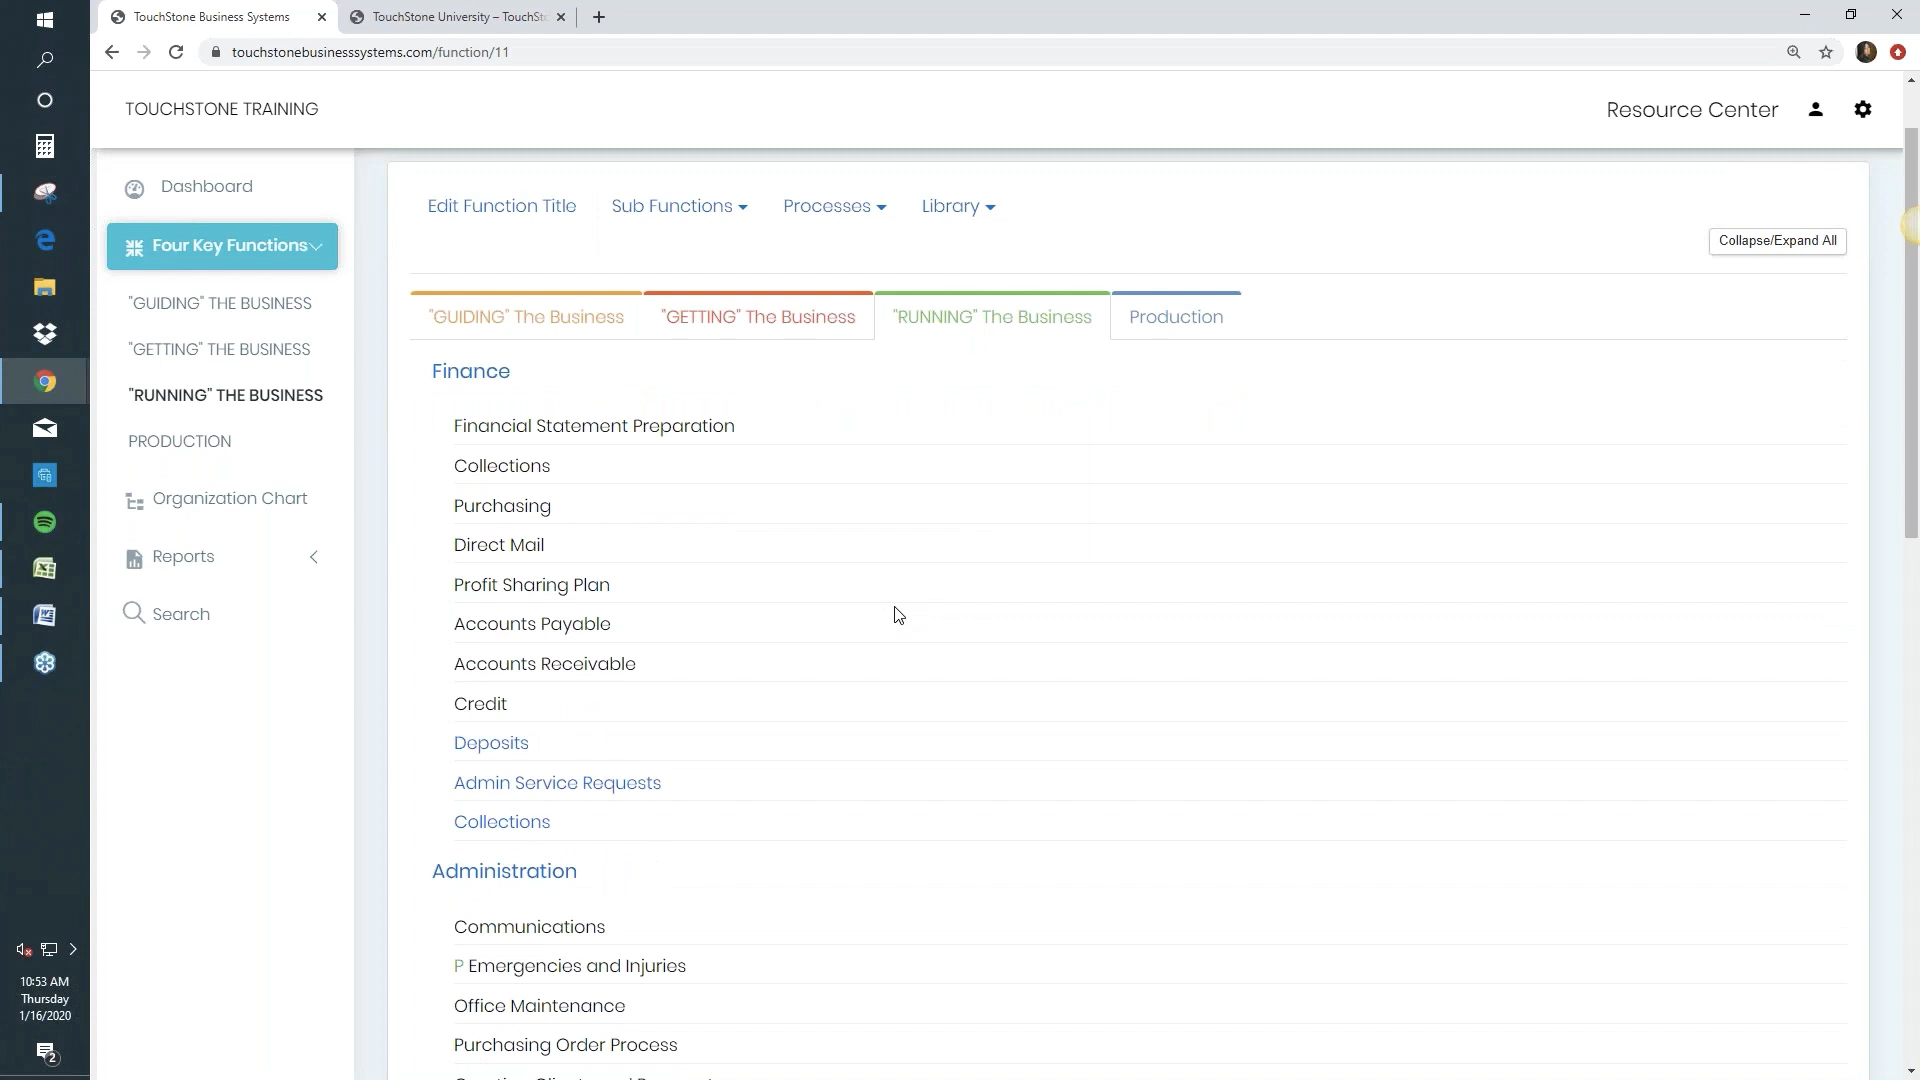 TouchStone Business Systems
TouchStone University – TouchSt
touchstonebusinesssystems.com/function/11
TOUCHSTONE TRAINING
Resource Center
Dashboard
Four Key Functions
"GUIDING" THE BUSINESS
"GETTING" THE BUSINESS
"RUNNING" THE BUSINESS
PRODUCTION
Organization Chart
Reports
Search
Edit Function Title
Sub Functions
Processes
Library
Collapse/Expand All
"GUIDING" The Business
"GETTING" The Business
"RUNNING" The Business
Production
Finance
Financial Statement Preparation
Collections
Purchasing
Direct Mail
Profit Sharing Plan
Accounts Payable
Accounts Receivable
Credit
Deposits
Admin Service Requests
Collections
Administration
Communications
P Emergencies and Injuries
Office Maintenance
Purchasing Order Process
10:53 AM
Thursday
1/16/2020
2